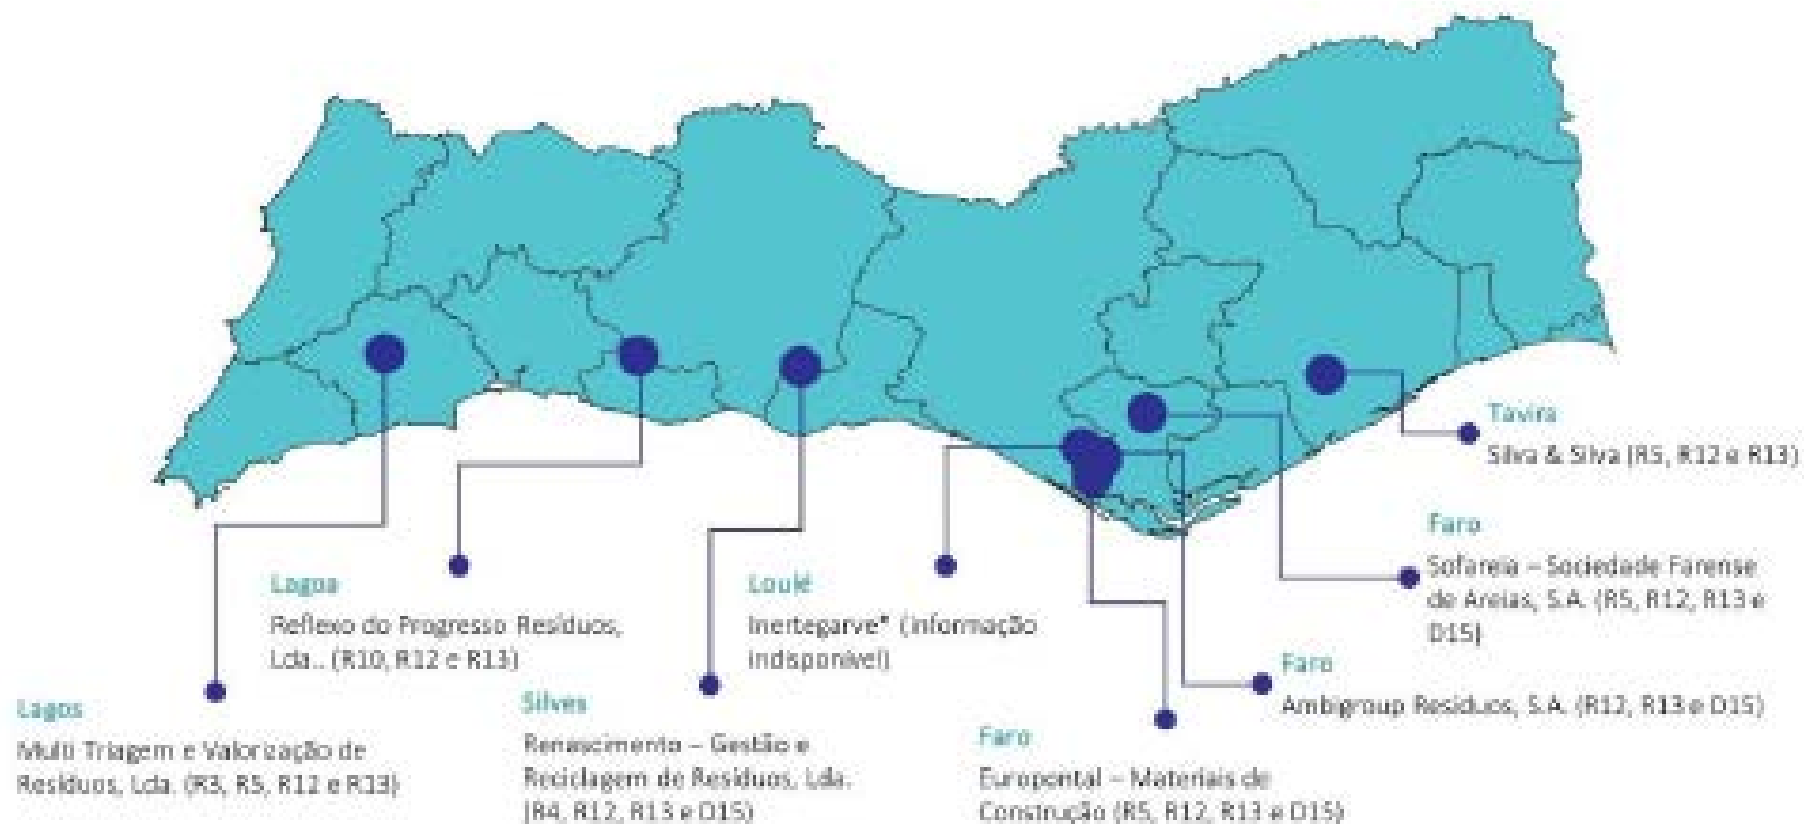 Tavira
Silva & Silva (R5, R12 e R13)
Faro
Sofareia – Sociedade Farense
de Areias, S.A. (R5, R12, R13 e
D15)
Faro
Ambigroup Resíduos, S.A. (R12, R13 e D15)
Faro
Europontal – Materiais de
Construção (R5, R12, R13 e D15)
Loulé
Inertegarve* (informação
indisponível)
Silves
Renascimento – Gestão e
Reciclagem de Resíduos, Lda.
(R4, R12, R13 e D15)
Lagoa
Reflexo do Progresso Resíduos,
Lda.. (R10, R12 e R13)
Lagos
Multi Triagem e Valorização de
Resíduos, Lda. (R3, R5, R12 e R13)